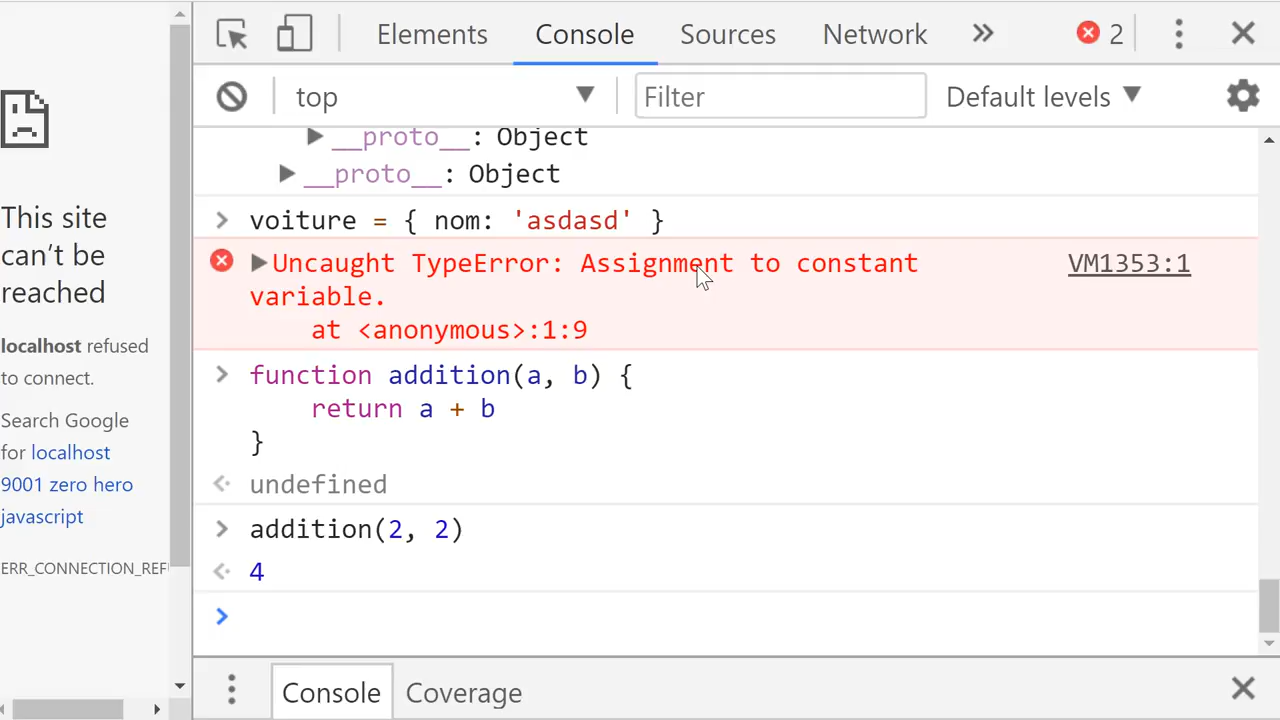 This site
can’t be
reached
localhost refused
to connect.
Search Google
for localhost
9001 zero hero
javascript
Elements Console Sources Network » 2
top Filter Default levels
__proto__: Object
__proto__: Object
> voiture = { nom: 'asdasd' }
Uncaught TypeError: Assignment to constant VM1353:1
variable.
at <anonymous>:1:9
> function addition(a, b) {
return a + b
}
undefined
> addition(2, 2)
4
>
Console Coverage